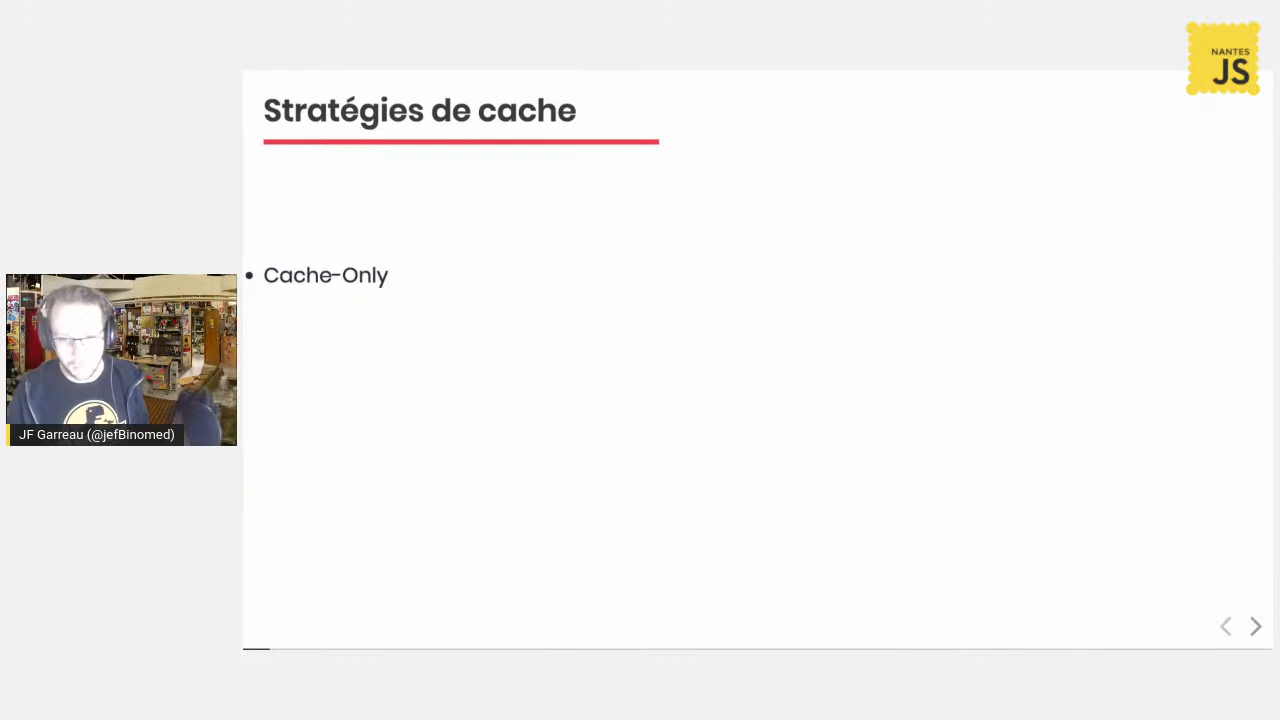 NANTES
JS
Stratégies de cache
• Cache-Only
JF Garreau (@jefBinomed)